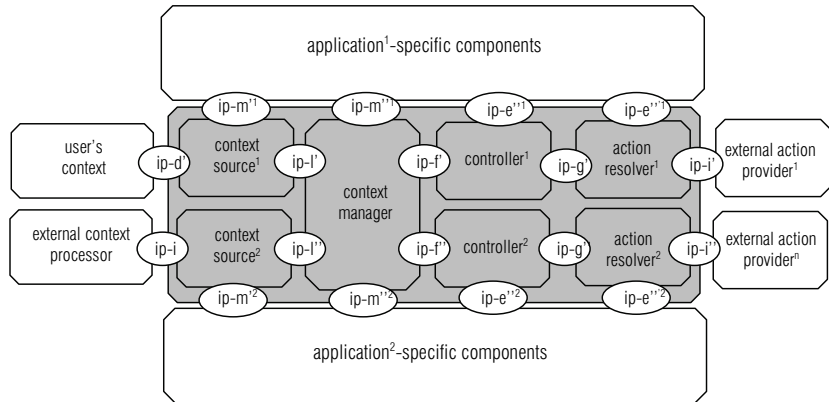 application¹-specific components
ip-m'¹
ip-m''¹
ip-e''¹
ip-e'''¹
user's
context
ip-d'
context
source¹
ip-l'
context
manager
ip-f'
controller¹
ip-g'
action
resolver¹
ip-i'
external action
provider¹
external context
processor
ip-i
context
source²
ip-l''
ip-f''
controller²
ip-g''
action
resolver²
ip-i''
external action
providerⁿ
ip-m'²
ip-m''²
ip-e''²
ip-e'''²
application²-specific components